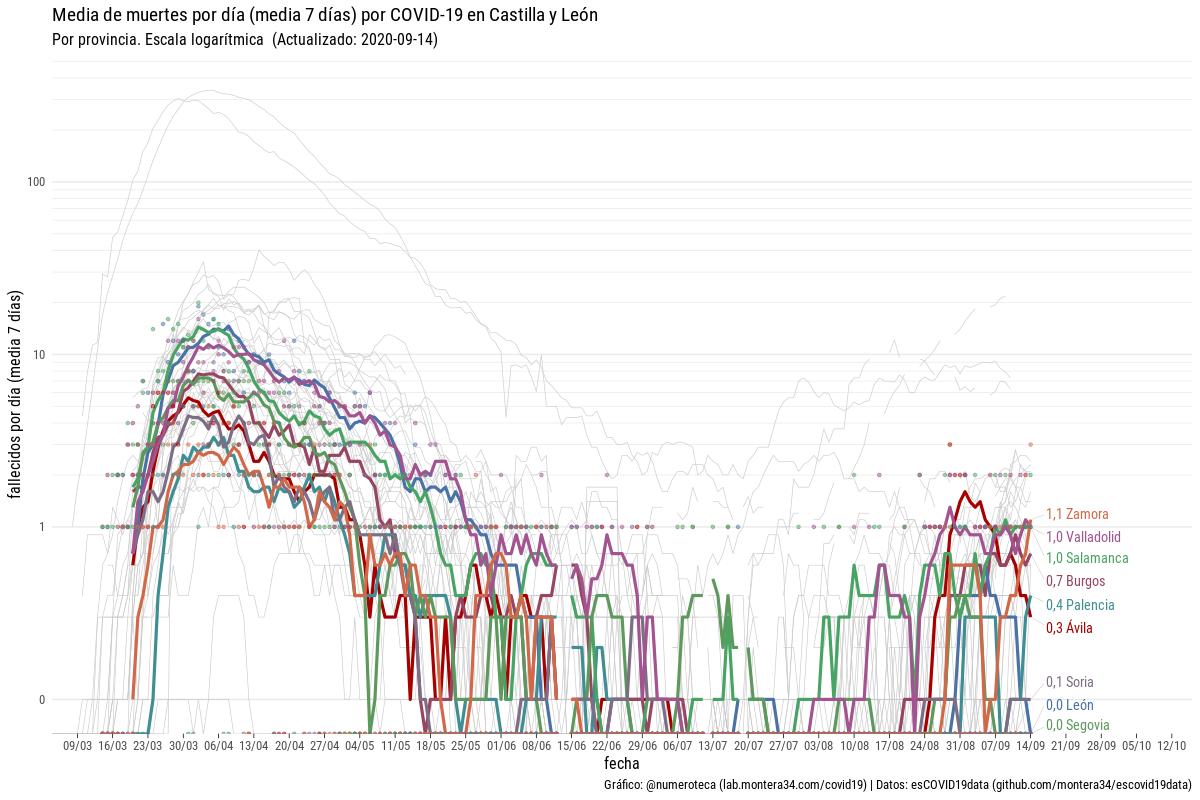 Media de muertes por día (media 7 días) por COVID-19 en Castilla y León
Por provincia. Escala logarítmica (Actualizado: 2020-09-14)
fallecidos por día (media 7 días)
100
10
1
0
1,1 Zamora
1,0 Valladolid
1,0 Salamanca
0,7 Burgos
0,4 Palencia
0,3 Ávila
0,1 Soria
0,0 León
0,0 Segovia
09/03 16/03 23/03 30/03 06/04 13/04 20/04 27/04 04/05 11/05 18/05 25/05 01/06 08/06 15/06 22/06 29/06 06/07 13/07 20/07 27/07 03/08 10/08 17/08 24/08 31/08 07/09 14/09 21/09 28/09 05/10 12/10
fecha
Gráfico: @numeroteca (lab.montera34.com/covid19) | Datos: esCOVID19data (github.com/montera34/escovid19data)